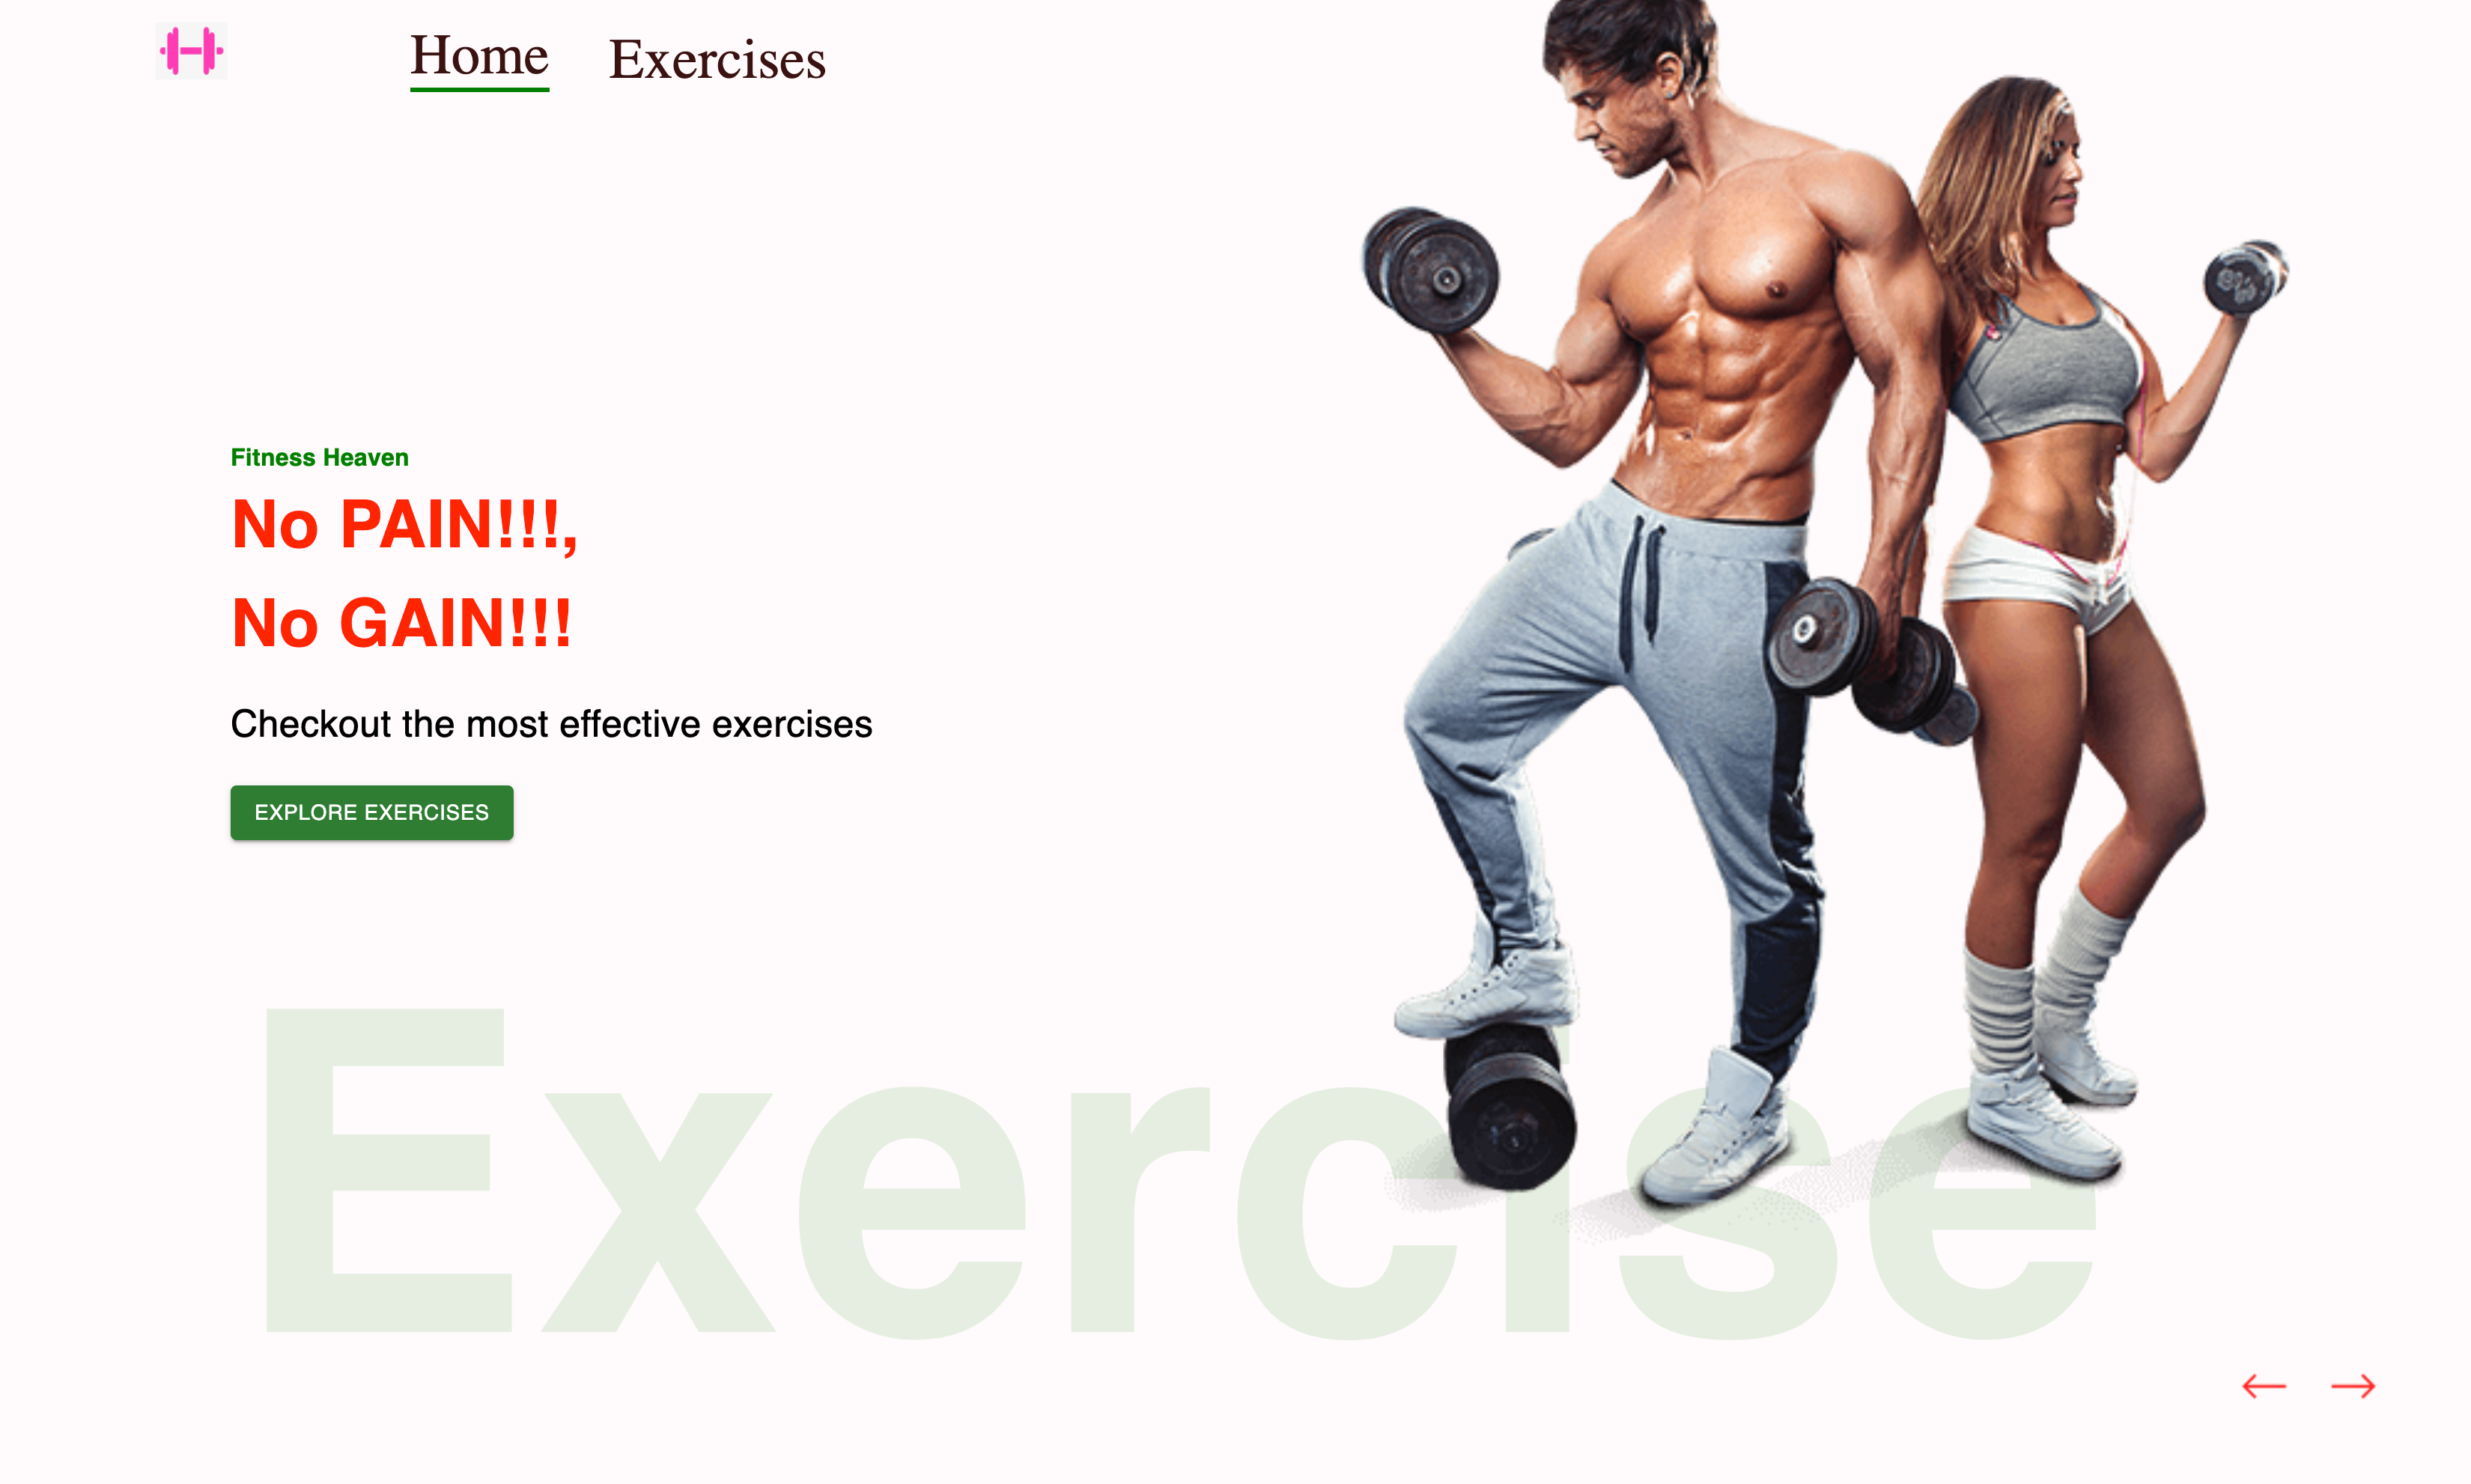 Home Exercises
Fitness Heaven
No PAIN!!!,
No GAIN!!!
Checkout the most effective exercises
EXPLORE EXERCISES
Exercise